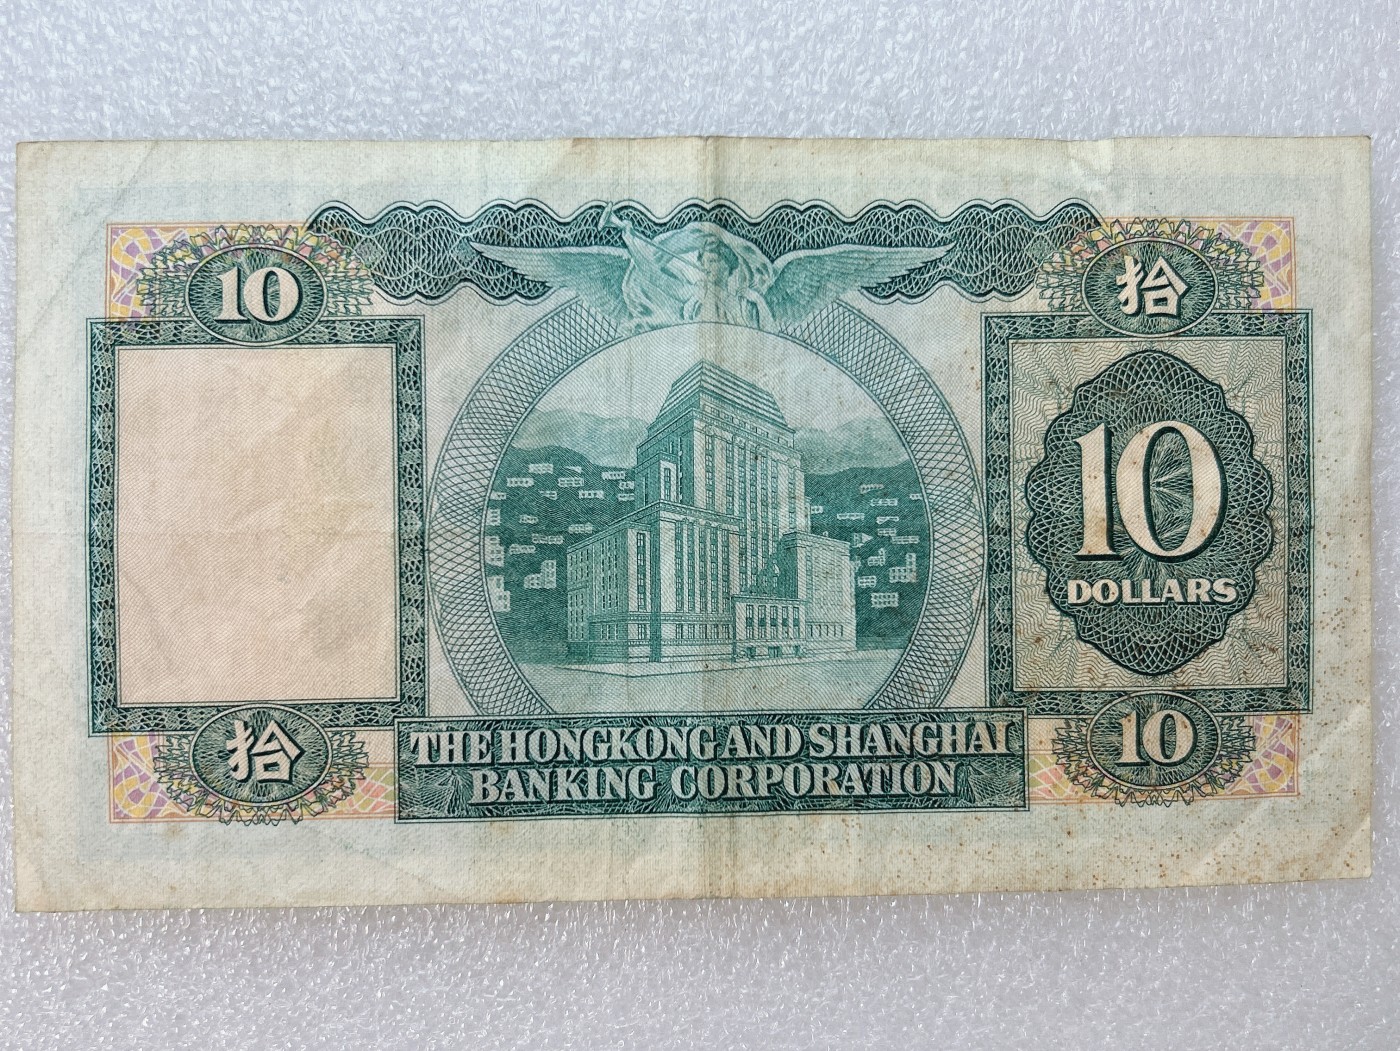 10
拾
10
DOLLARS
拾
10
THE HONGKONG AND SHANGHAI
BANKING CORPORATION